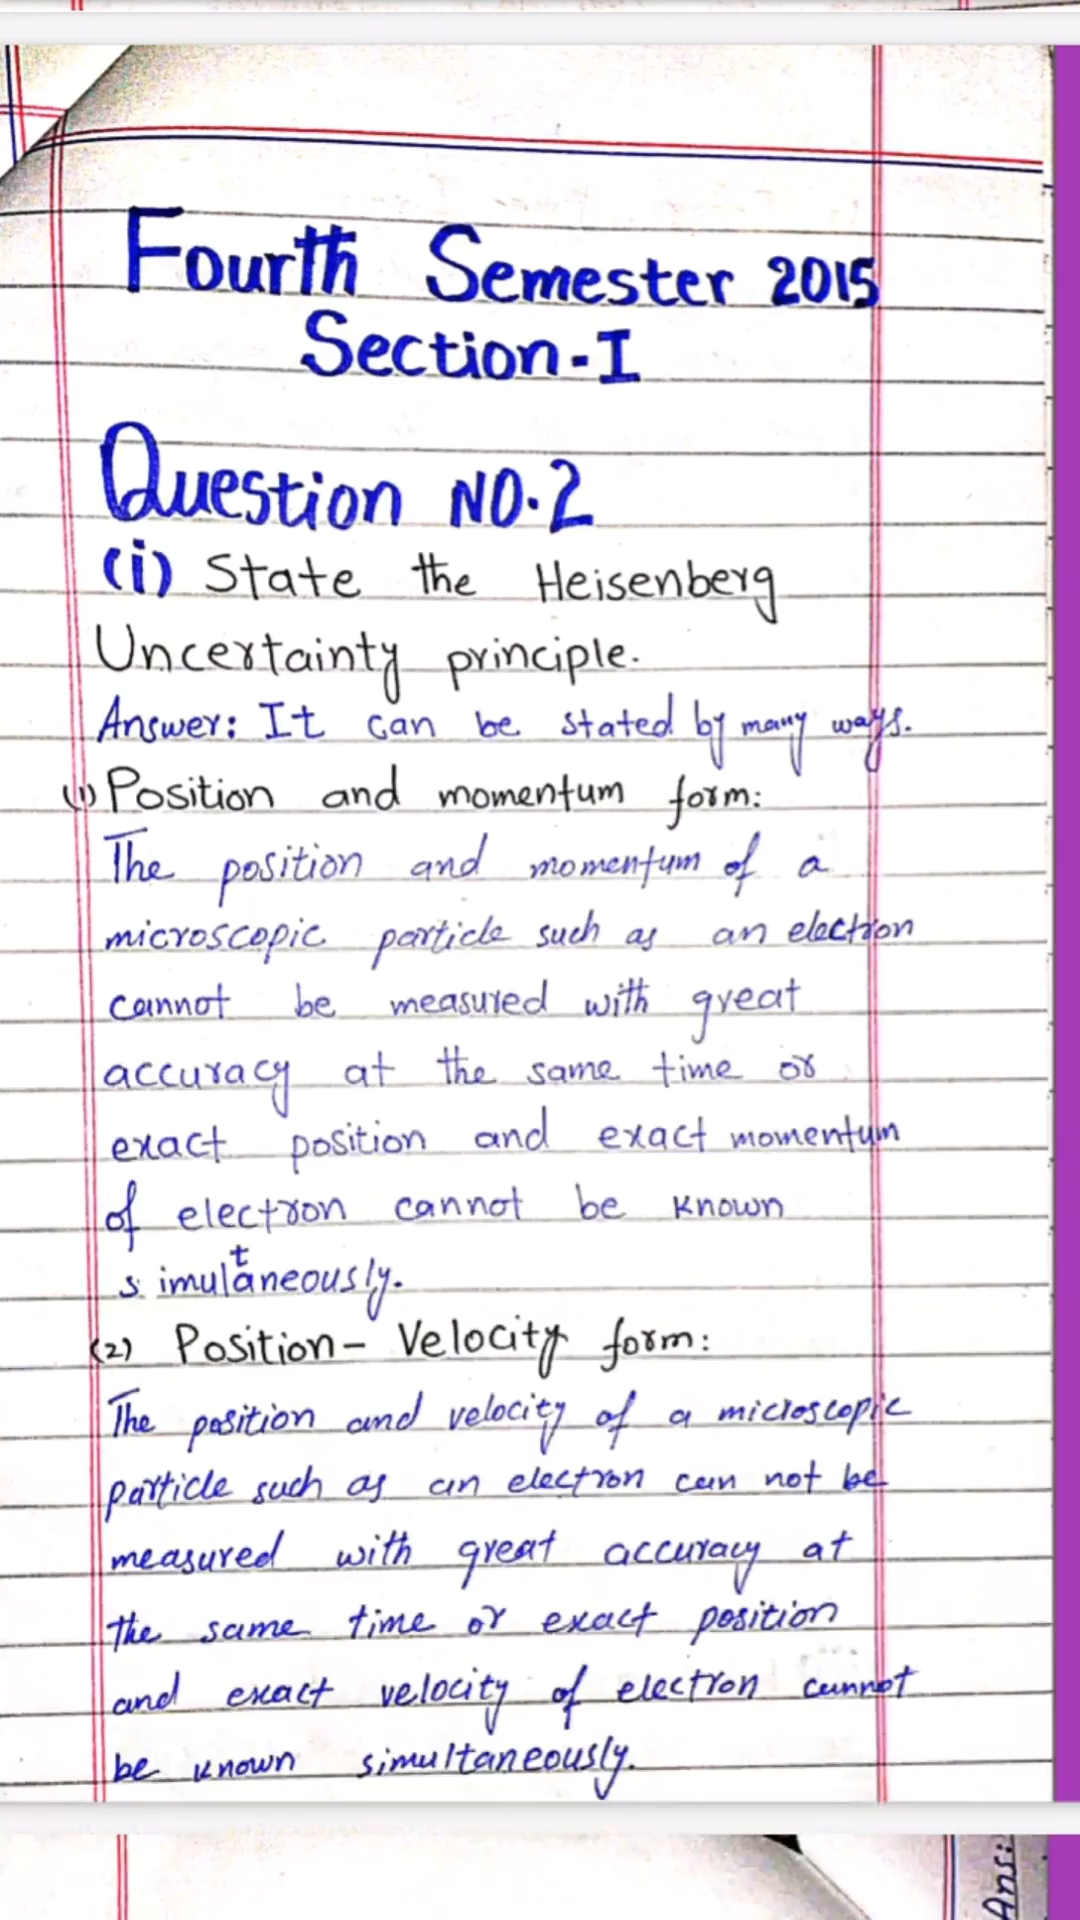 Fourth Semester 2015
Section-I
Question No.2
(i) State the Heisenberg
Uncertainty principle.
Answer: It can be stated by many ways.
(1) Position and momentum form:
The position and momentum of a
microscopic particle such as an electron
cannot be measured with great
accuracy at the same time or
exact position and exact momentum
of electron cannot be known
simultaneously.
(2) Position- Velocity form:
The position and velocity of a microscopic
particle such as an electron can not be
measured with great accuracy at
the same time or exact position
and exact velocity of electron cannot
be known simultaneously.
Ans: